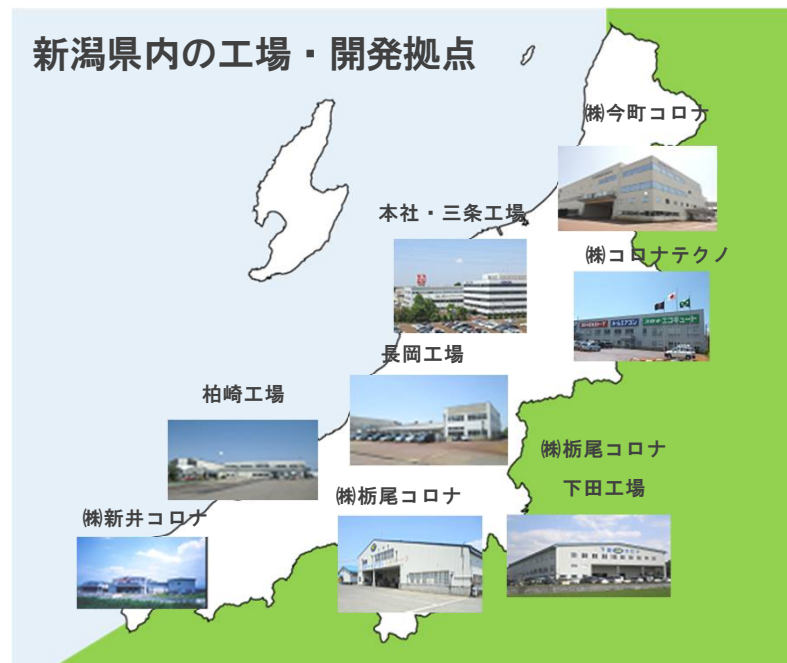 新潟県内の工場・開発拠点
㈱今町コロナ
本社・三条工場
㈱コロナテクノ
長岡工場
柏崎工場
㈱栃尾コロナ
下田工場
㈱栃尾コロナ
㈱新井コロナ